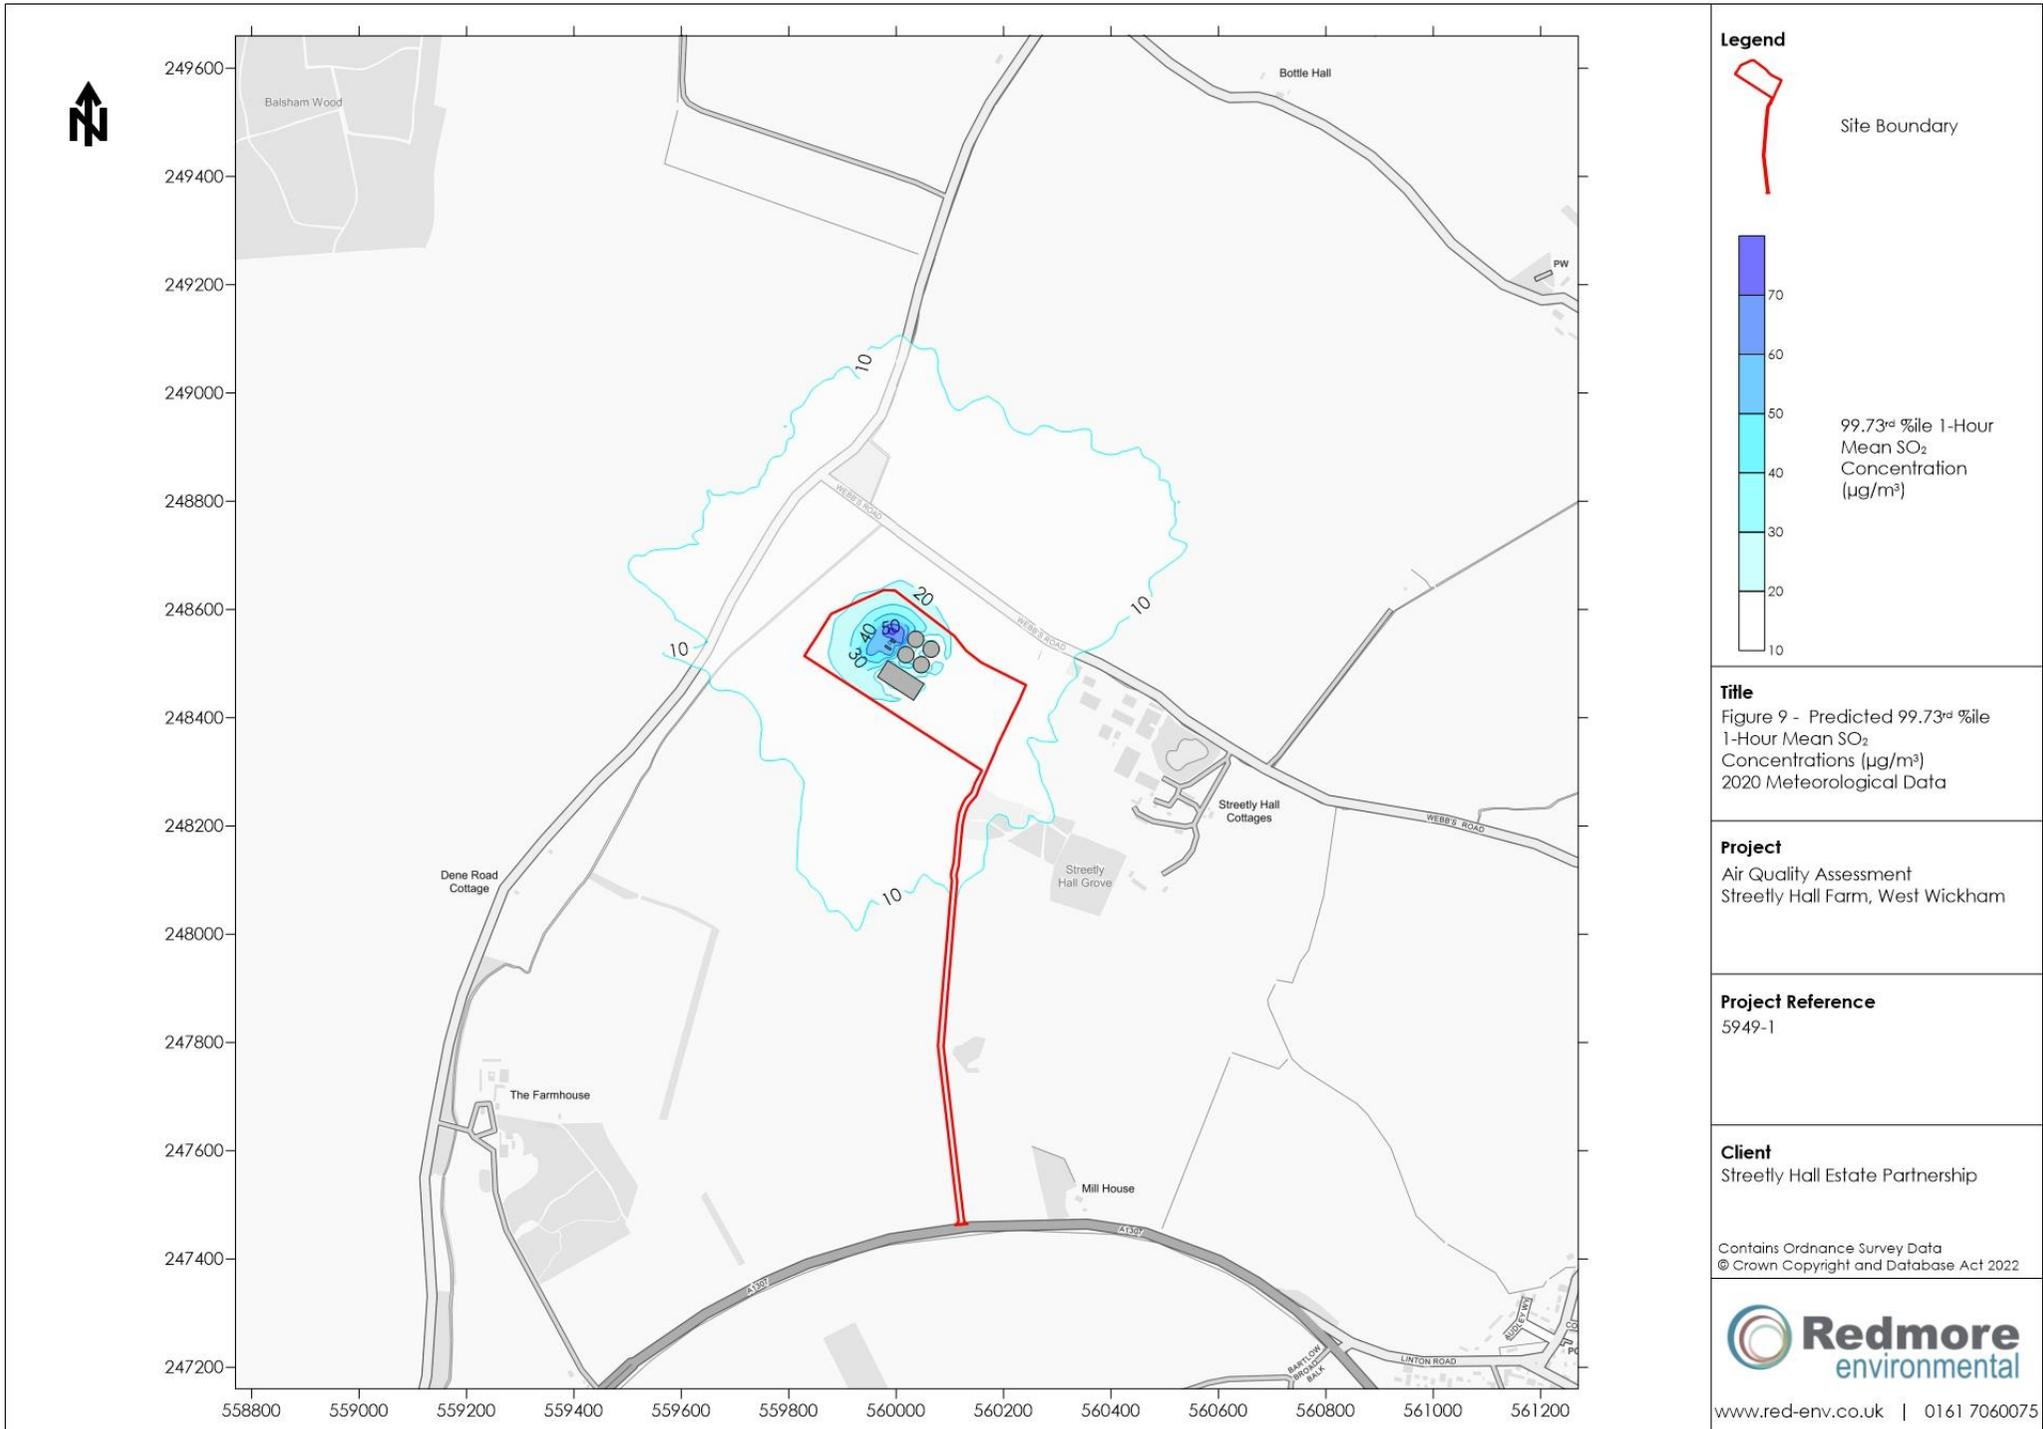 249600
249400
249200
249000
248800
248600
248400
248200
248000
247800
247600
247400
247200
558800
559000
559200
559400
559600
559800
560000
560200
560400
560600
560800
561000
561200
N
Balsham Wood
Bottle Hall
PW
10
WEBB'S ROAD
20
10
40
50
30
10
WEBB'S ROAD
Streetly Hall
Cottages
WEBB'S ROAD
Streetly
Hall Grove
Dene Road
Cottage
10
The Farmhouse
Mill House
A1307
A1307
AUDLEY WY
BARTLOW
ROAD
BALK
LINTON ROAD
Legend
Site Boundary
70
60
50
40
30
20
10
99.73rd %ile 1-Hour
Mean SO₂
Concentration
(µg/m³)
Title
Figure 9 - Predicted 99.73rd %ile
1-Hour Mean SO₂
Concentrations (µg/m³)
2020 Meteorological Data
Project
Air Quality Assessment
Streetly Hall Farm, West Wickham
Project Reference
5949-1
Client
Streetly Hall Estate Partnership
Contains Ordnance Survey Data
© Crown Copyright and Database Act 2022
Redmore
environmental
www.red-env.co.uk | 0161 7060075